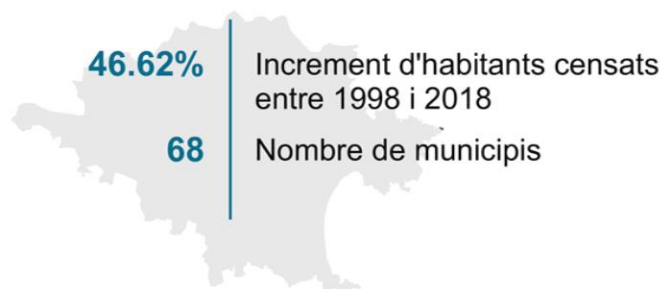 46.62% Increment d'habitants censats
entre 1998 i 2018
68 Nombre de municipis